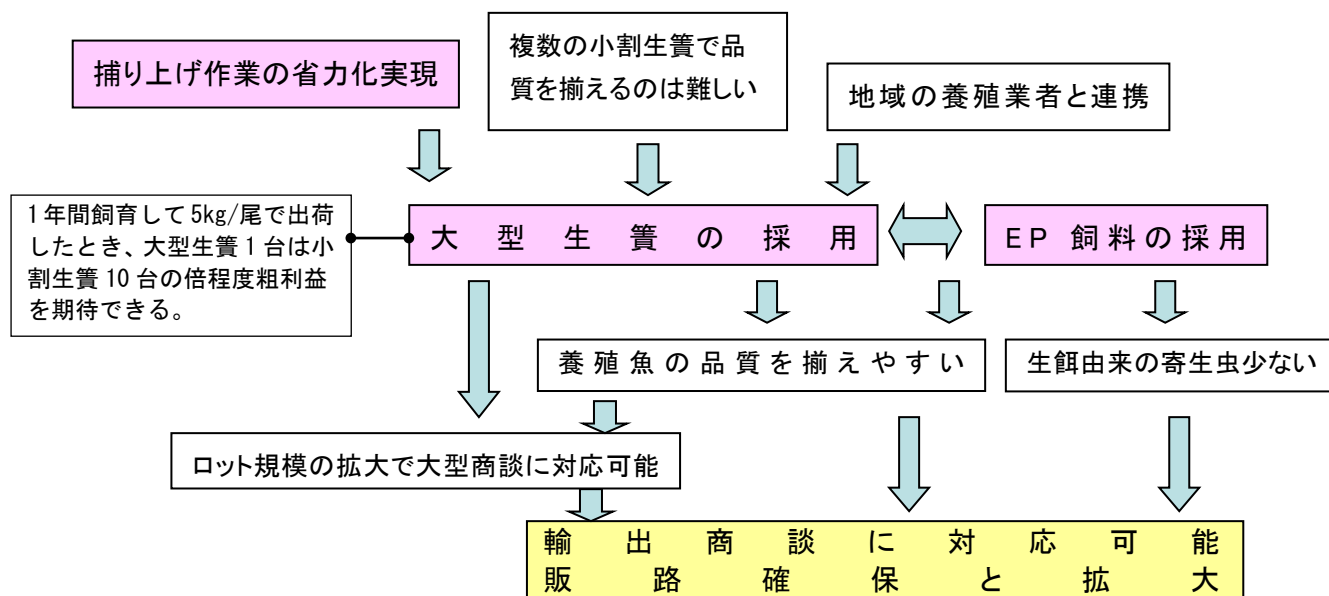 捕り上げ作業の省力化実現
複数の小割生簀で品
質を揃えるのは難しい
地域の養殖業者と連携
1年間飼育して5kg/尾で出荷
したとき、大型生簀1台は小
割生簀10台の倍程度粗利益
を期待できる。
大型生簀の採用
EP飼料の採用
養殖魚の品質を揃えやすい
生餌由来の寄生虫少ない
ロット規模の拡大で大型商談に対応可能
輸出商談に対応可能
販路確保と拡大